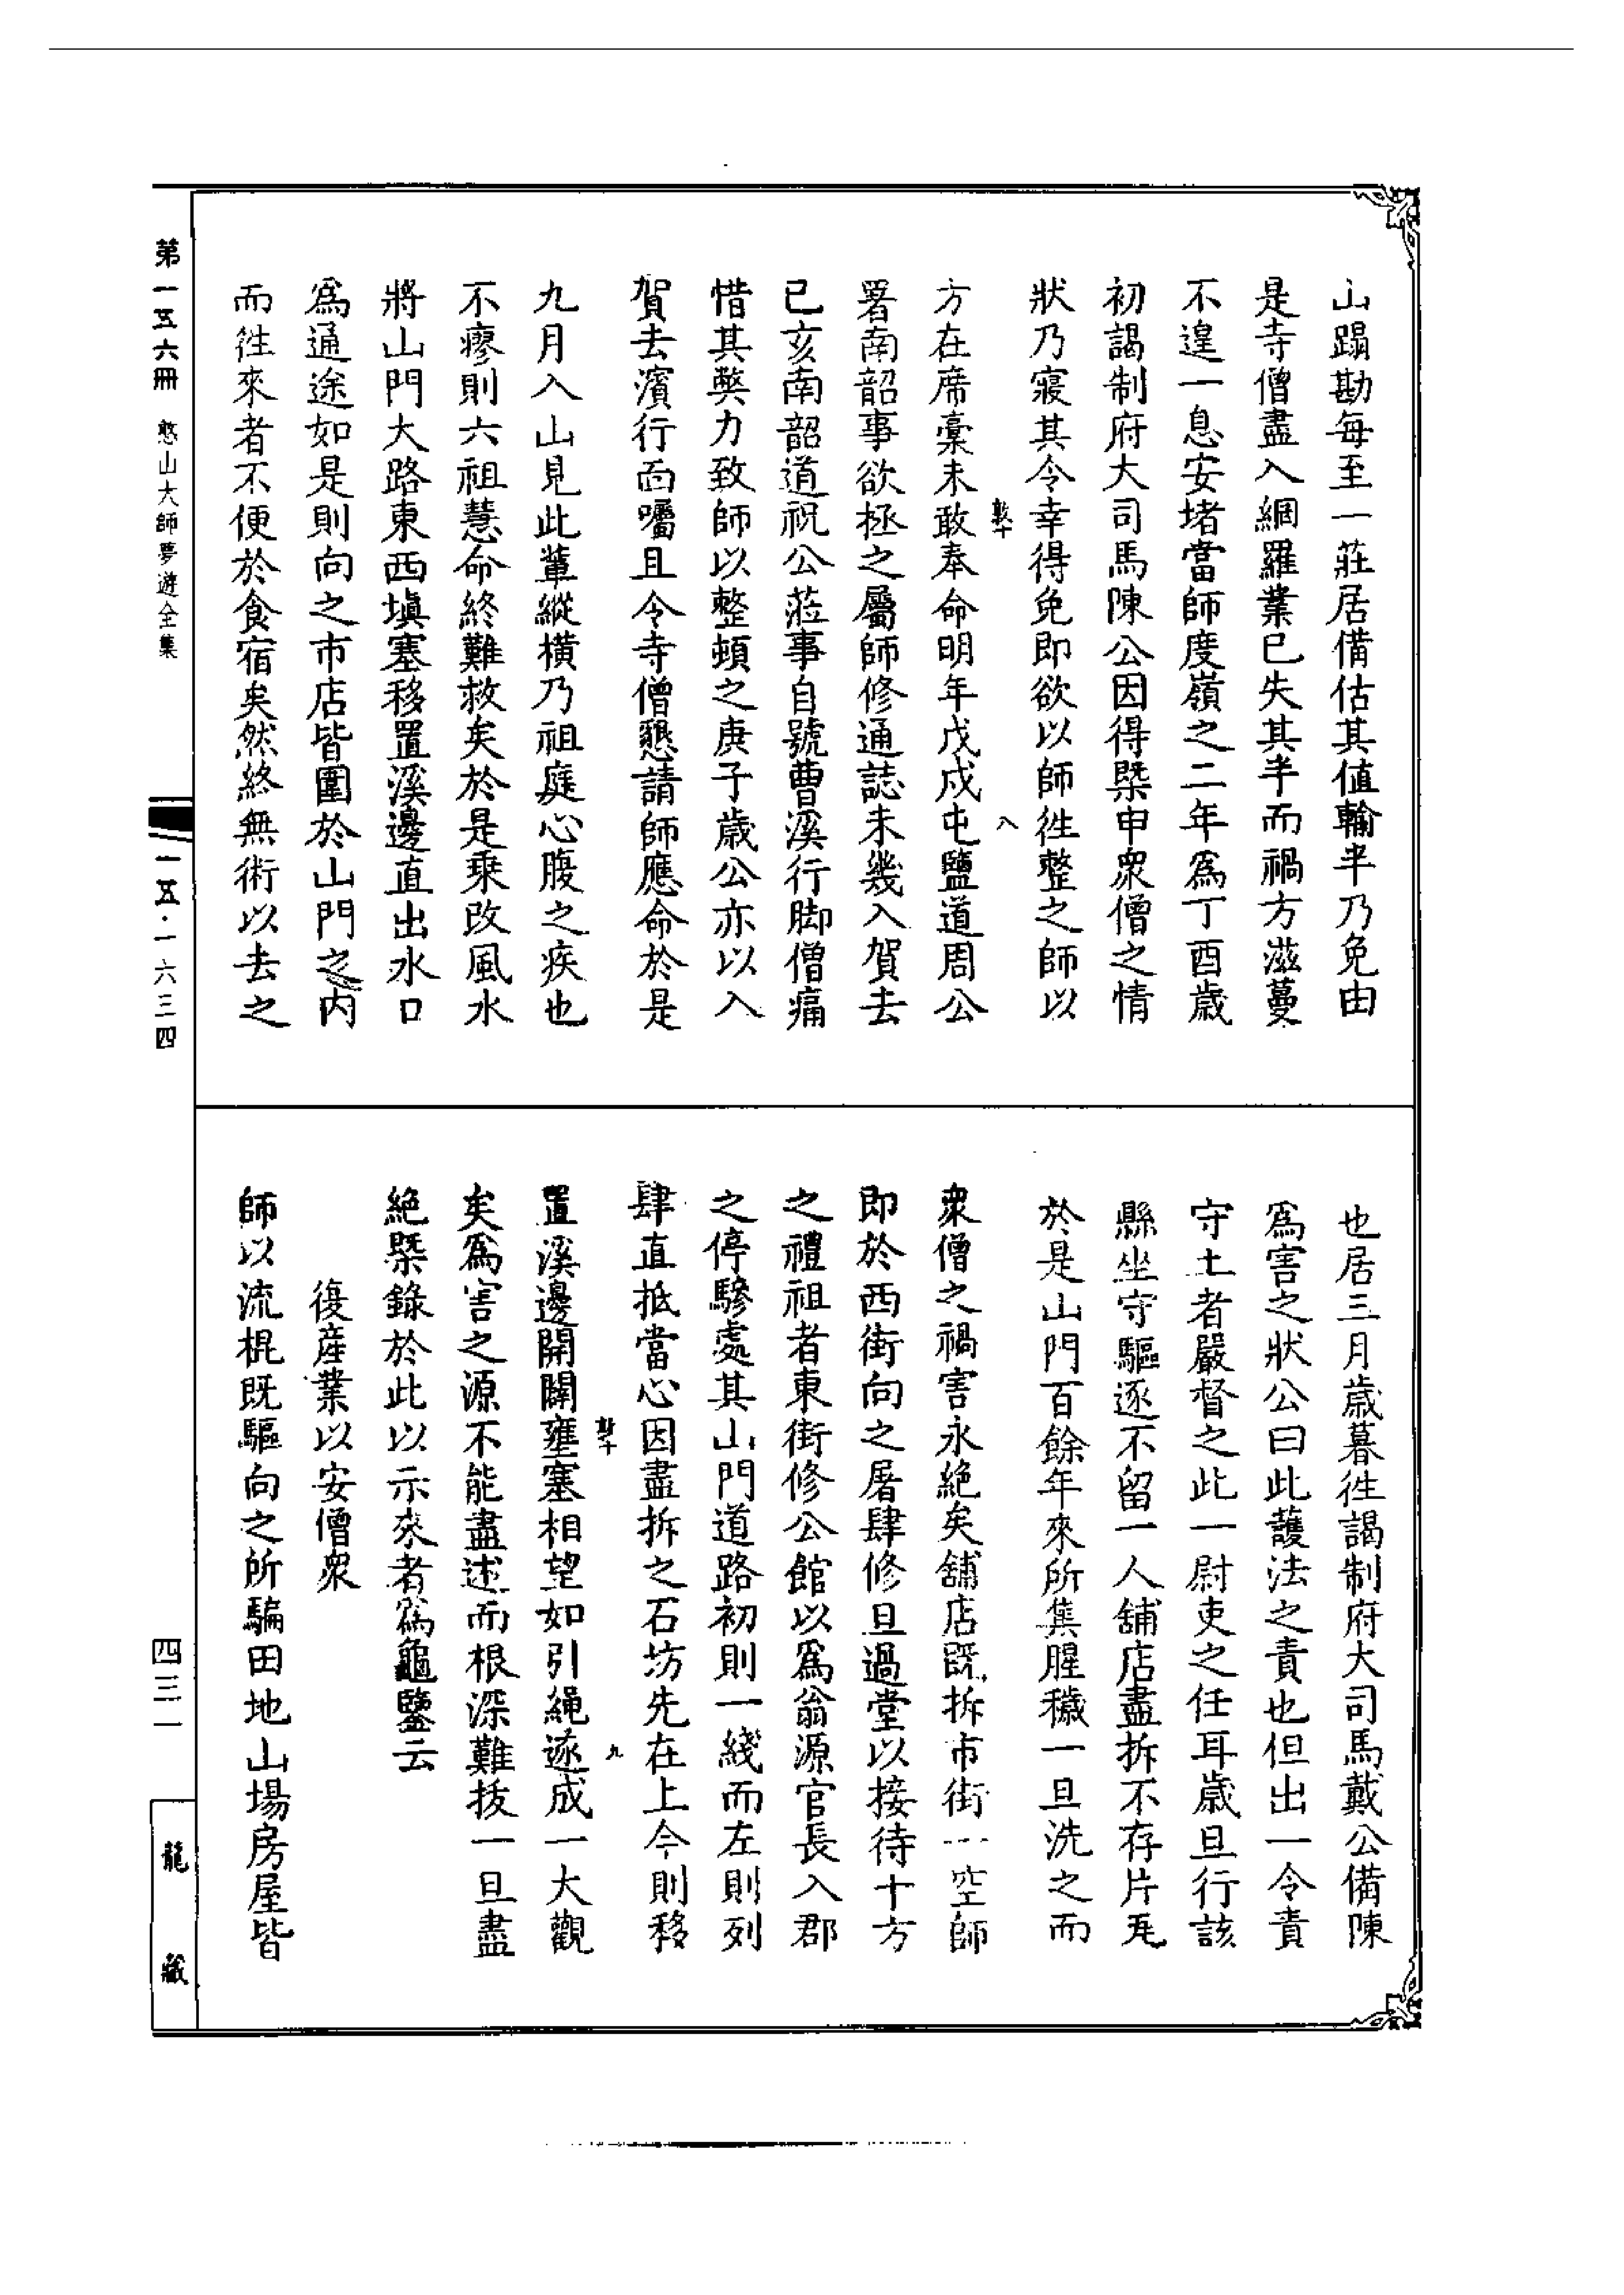 山蹋勘每至一莊居備估其值輸半乃免由
是寺僧盡入網羅業已失其半而禍方滋蔓
不遑一息安堵當師度嶺之二年爲丁酉歲
初謁制府大司馬陳公因得槩申衆僧之情
狀乃寢其令幸得免即欲以師徃整之師以
方在席稾未敢奉命明年戊戌屯鹽道周公
署南韶事欲拯之屬師修通誌未幾入賀去
已亥南韶道祝公蒞事自號曹溪行脚僧痛
惜其獘力致師以整頓之庚子歲公亦以入
賀去濱行面囑且令寺僧懇請師應命於是
九月入山見此輩縱橫乃祖庭心腹之疾也
不瘳則六祖慧命終難救矣於是乘改風水
將山門大路東西塡塞移置溪邊直出水口
爲通途如是則向之市店皆圍於山門之內
而徃來者不便於食宿矣然終無術以去之
八
也居三月歲暮徃謁制府大司馬戴公備陳
爲害之狀公曰此護法之責也但出一令責
守土者嚴督之此一尉吏之任耳歲旦行該
縣坐守驅逐不留一人舖店盡拆不存片瓦
於是山門百餘年來所集腥穢一旦洗之而
衆僧之禍害永絶矣舖店既拆市街一空師
即於西街向之屠肆修旦過堂以接待十方
之禮祖者東街修公館以爲翁源官長入郡
之停驂處其山門道路初則一綫而左則列
肆直抵當心因盡拆之石坊先在上今則移
置溪邊開闢壅塞相望如引繩遂成一大觀
矣爲害之源不能盡述而根深難拔一旦盡
絶槩錄於此以示來者爲龜鑒云
復產業以安僧衆
師以流棍既驅向之所騙田地山場房屋皆
九
第一五六冊 憨山大師夢遊全集
一五·一六三四
四三一
龍藏